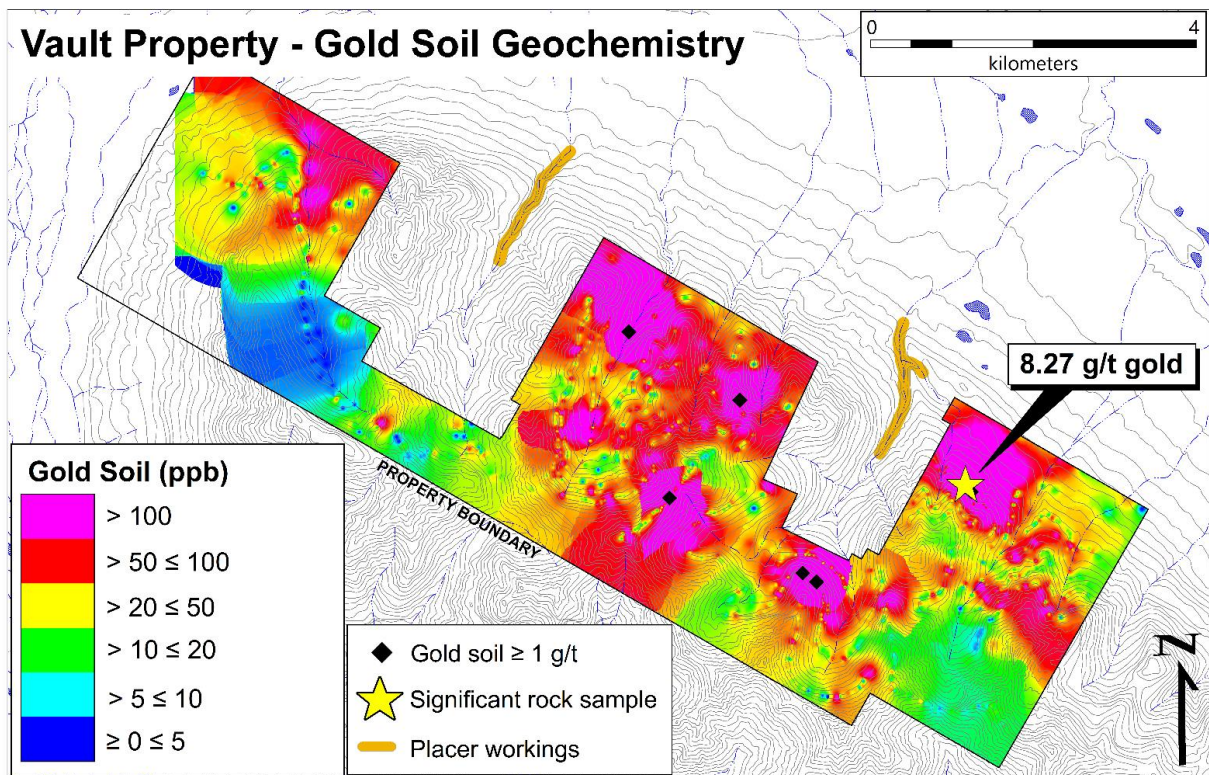 Vault Property - Gold Soil Geochemistry
0 4
kilometers
8.27 g/t gold
PROPERTY BOUNDARY
Gold Soil (ppb)
> 100
> 50 ≤ 100
> 20 ≤ 50
> 10 ≤ 20
> 5 ≤ 10
≥ 0 ≤ 5
Gold soil ≥ 1 g/t
Significant rock sample
Placer workings
N